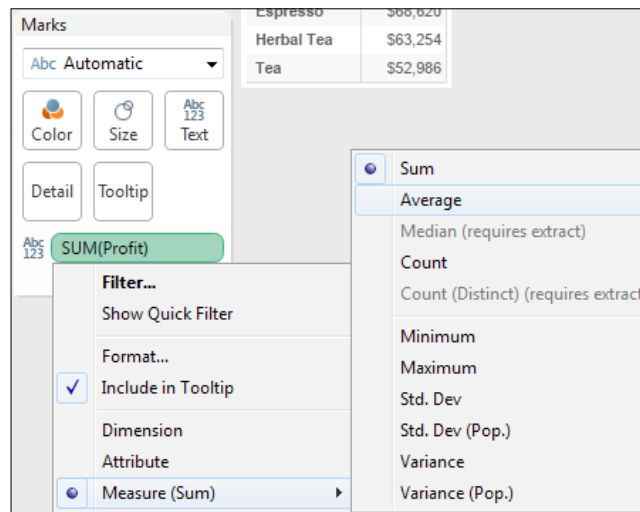 Marks
Abc Automatic
Color
Size
Abc
123
Text
Detail
Tooltip
Abc
123
SUM(Profit)
Espresso $68,620
Herbal Tea $63,254
Tea $52,986
Filter...
Show Quick Filter
Format...
Include in Tooltip
Dimension
Attribute
Measure (Sum)
Sum
Average
Median (requires extract)
Count
Count (Distinct) (requires extract
Minimum
Maximum
Std. Dev
Std. Dev (Pop.)
Variance
Variance (Pop.)